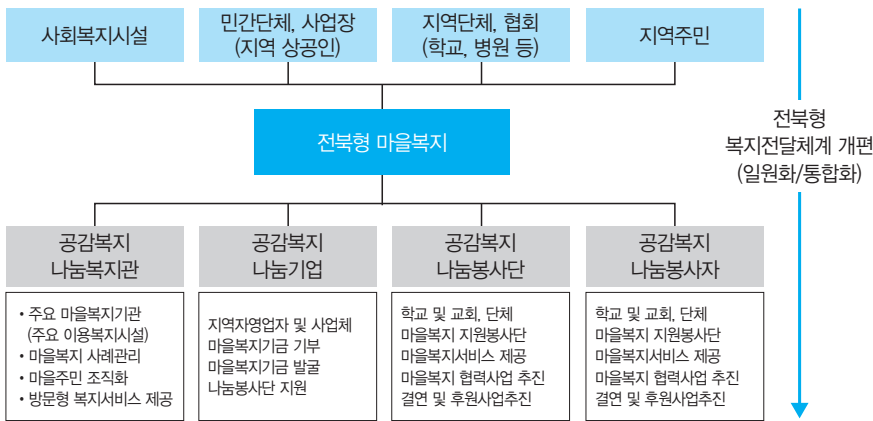 사회복지시설
민간단체, 사업장
(지역 상공인)
지역단체, 협회
(학교, 병원 등)
지역주민
전북형 마을복지
전북형
복지전달체계 개편
(일원화/통합화)
공감복지
나눔복지관
공감복지
나눔기업
공감복지
나눔봉사단
공감복지
나눔봉사자
• 주요 마을복지기관
(주요 이용복지시설)
• 마을복지 사례관리
• 마을주민 조직화
• 방문형 복지서비스 제공
지역자영업자 및 사업체
마을복지기금 기부
마을복지기금 발굴
나눔봉사단 지원
학교 및 교회, 단체
마을복지 지원봉사단
마을복지서비스 제공
마을복지 협력사업 추진
결연 및 후원사업추진
학교 및 교회, 단체
마을복지 지원봉사단
마을복지서비스 제공
마을복지 협력사업 추진
결연 및 후원사업추진